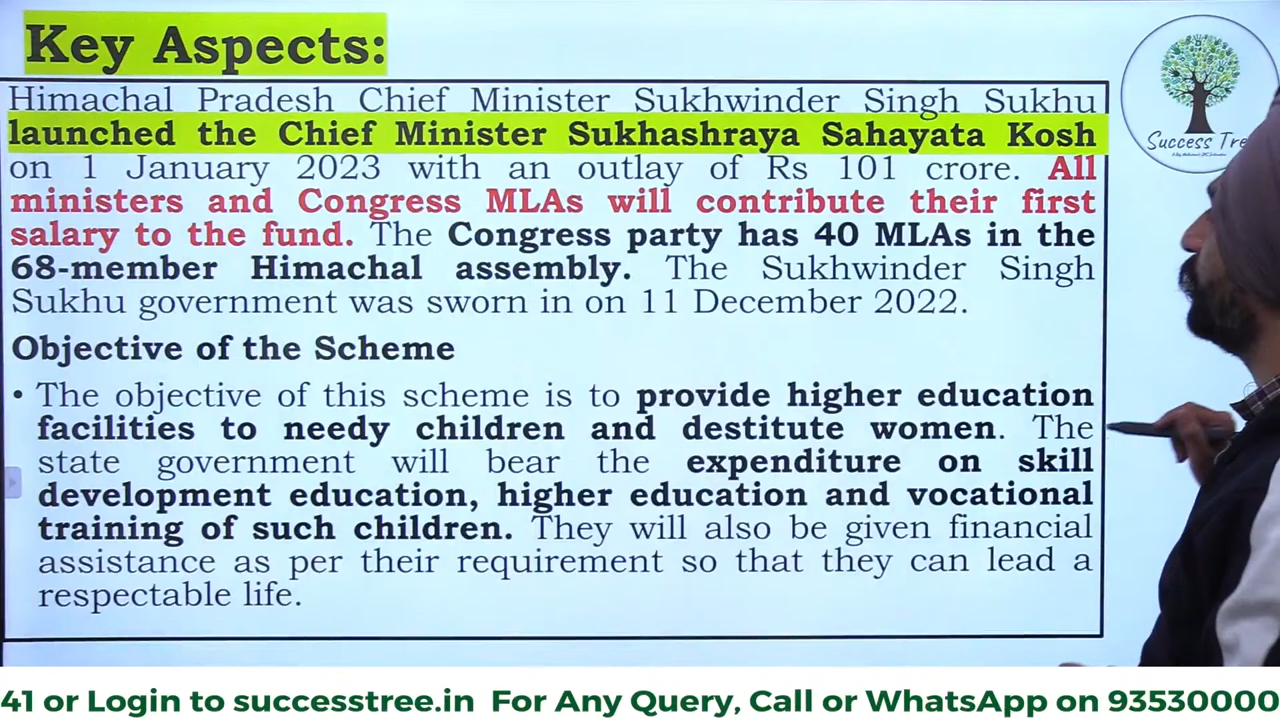 Key Aspects:
Himachal Pradesh Chief Minister Sukhwinder Singh Sukhu
launched the Chief Minister Sukhashraya Sahayata Kosh
on 1 January 2023 with an outlay of Rs 101 crore. All
ministers and Congress MLAs will contribute their first
salary to the fund. The Congress party has 40 MLAs in the
68-member Himachal assembly. The Sukhwinder Singh
Sukhu government was sworn in on 11 December 2022.
Objective of the Scheme
• The objective of this scheme is to provide higher education
facilities to needy children and destitute women. The
state government will bear the expenditure on skill
development education, higher education and vocational
training of such children. They will also be given financial
assistance as per their requirement so that they can lead a
respectable life.
Success Tre
41 or Login to successtree.in For Any Query, Call or WhatsApp on 93530000